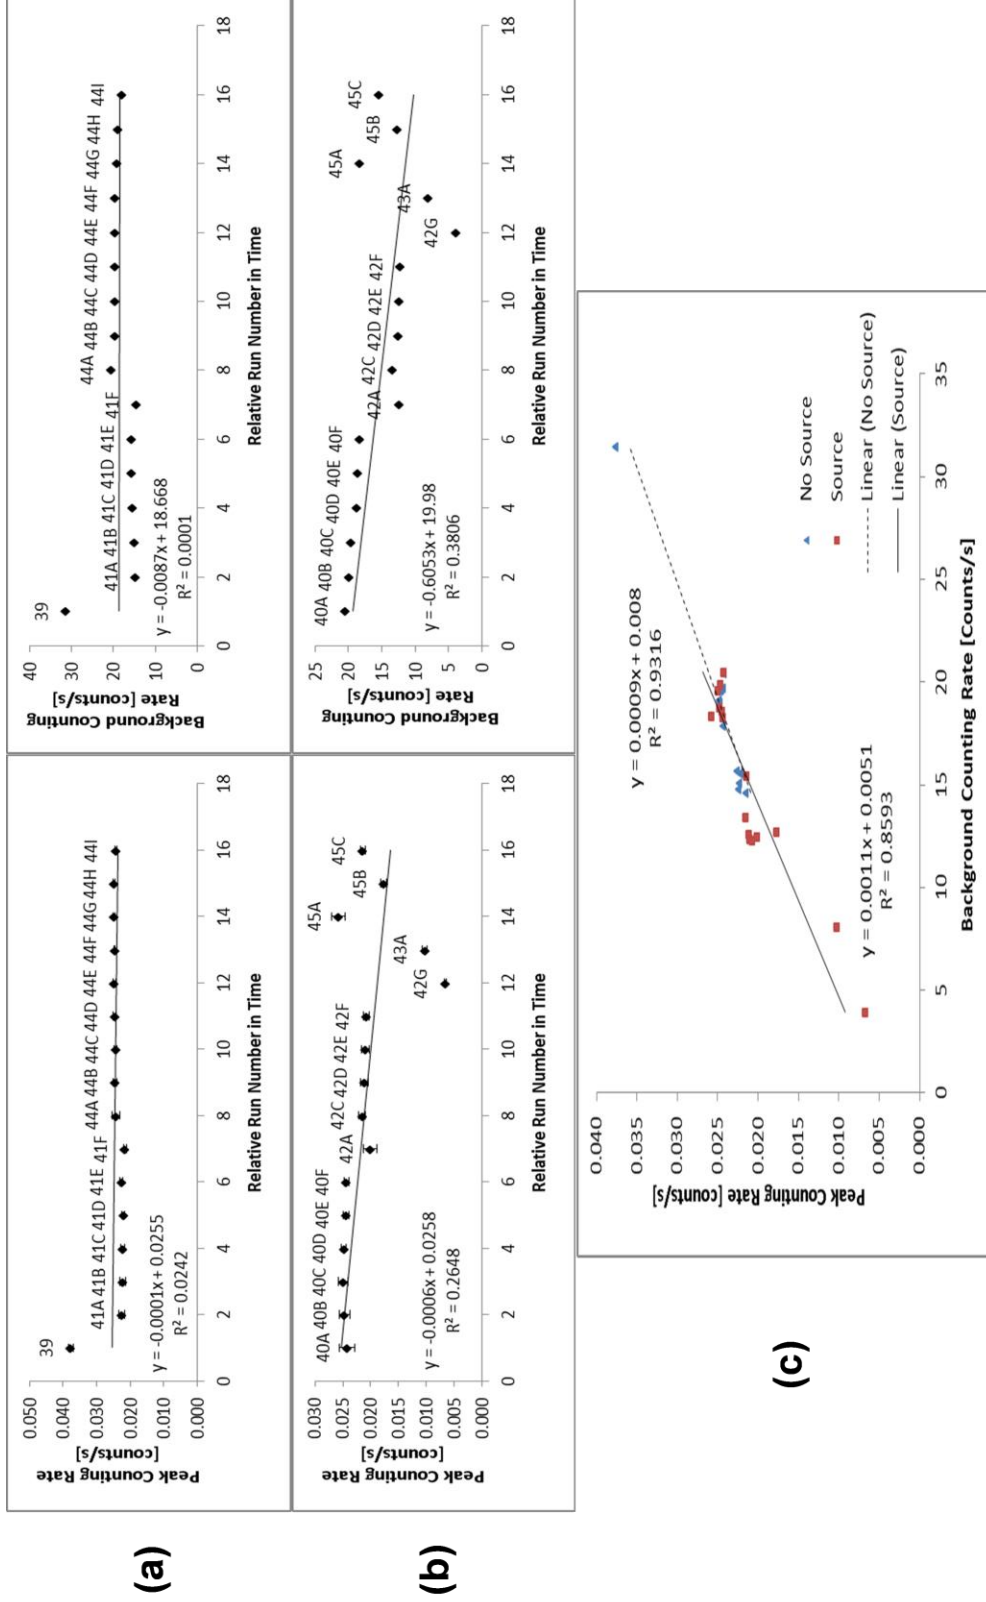 (a)
Peak Counting Rate
[counts/s]
0.050
0.040
0.030
0.020
0.010
0.000
39
41A 41B 41C 41D 41E 41F
44A 44B 44C 44D 44E 44F 44G 44H 44I
y = -0.0001x + 0.0255
R² = 0.0242
0 2 4 6 8 10 12 14 16 18
Relative Run Number in Time
Background Counting
Rate [counts/s]
40
30
20
10
0
39
41A 41B 41C 41D 41E 41F
44A 44B 44C 44D 44E 44F 44G 44H 44I
y = -0.0087x + 18.668
R² = 0.0001
0 2 4 6 8 10 12 14 16 18
Relative Run Number in Time
(b)
Peak Counting Rate
[counts/s]
0.030
0.025
0.020
0.015
0.010
0.005
0.000
40A 40B 40C 40D 40E 40F
42A
42C 42D 42E 42F
42G
43A
45A
45B
45C
y = -0.0006x + 0.0258
R² = 0.2648
0 2 4 6 8 10 12 14 16 18
Relative Run Number in Time
Background Counting
Rate [counts/s]
25
20
15
10
5
0
40A 40B 40C 40D 40E 40F
42A
42C 42D 42E 42F
42G
43A
45A
45B
45C
y = -0.6053x + 19.98
R² = 0.3806
0 2 4 6 8 10 12 14 16 18
Relative Run Number in Time
(c)
Peak Counting Rate [counts/s]
0.040
0.035
0.030
0.025
0.020
0.015
0.010
0.005
0.000
y = 0.0009x + 0.008
R² = 0.9316
y = 0.0011x + 0.0051
R² = 0.8593
No Source
Source
Linear (No Source)
Linear (Source)
0 5 10 15 20 25 30 35
Background Counting Rate [Counts/s]